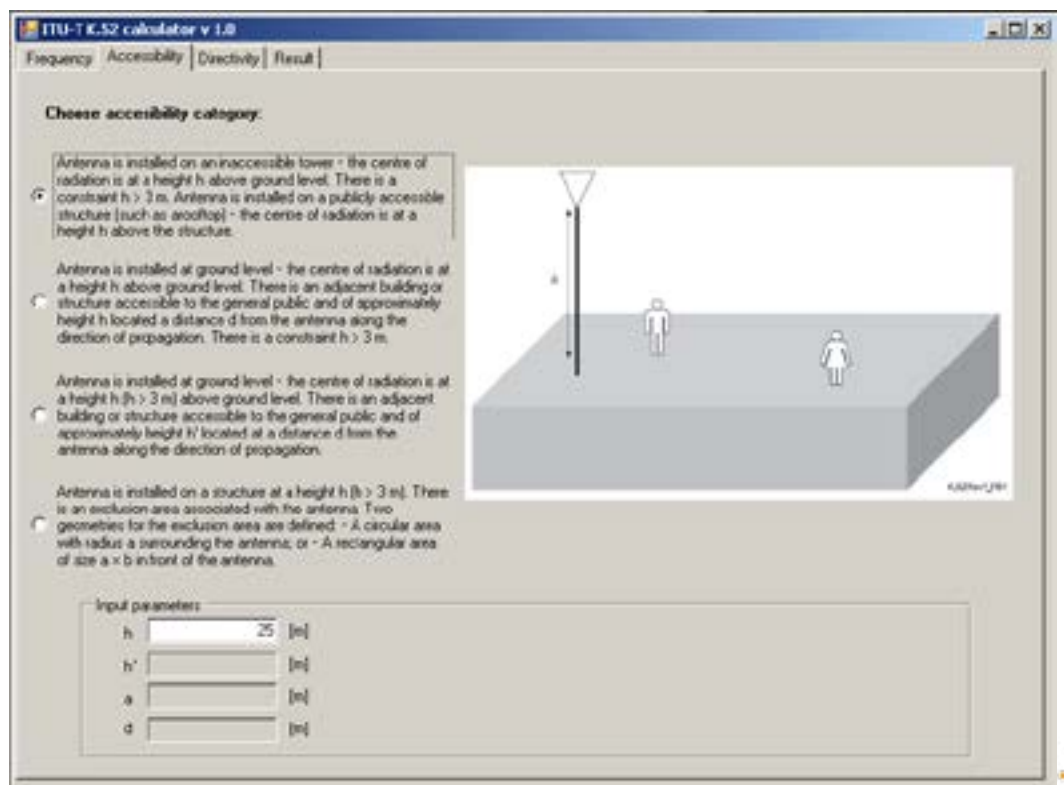 ITU-T K.52 calculator v 1.0
Frequency Accessibility Directivity Result
Choose accesibility category:
Antenna is installed on an inaccessible tower - the centre of
radiation is at a height h above ground level. There is a
constraint h > 3 m. Antenna is installed on a publicly accessible
structure (such as arooftop) - the centre of radiation is at a
height h above the structure.
Antenna is installed at ground level - the centre of radiation is at
a height h above ground level. There is an adjacent building or
structure accessible to the general public and of approximately
height h located a distance d from the antenna along the
direction of propagation. There is a constraint h > 3 m.
Antenna is installed at ground level - the centre of radiation is at
a height h (h > 3 m) above ground level. There is an adjacent
building or structure accessible to the general public and of
approximately height h' located at a distance d from the
antenna along the direction of propagation.
Antenna is installed on a structure at a height h (h > 3 m). There
is an exclusion area associated with the antenna. Two
geometries for the exclusion area are defined: - A circular area
with radius a surrounding the antenna; or - A rectangular area
of size a × b in front of the antenna.
h
Input parameters
h 25 [m]
h' [m]
a [m]
d [m]